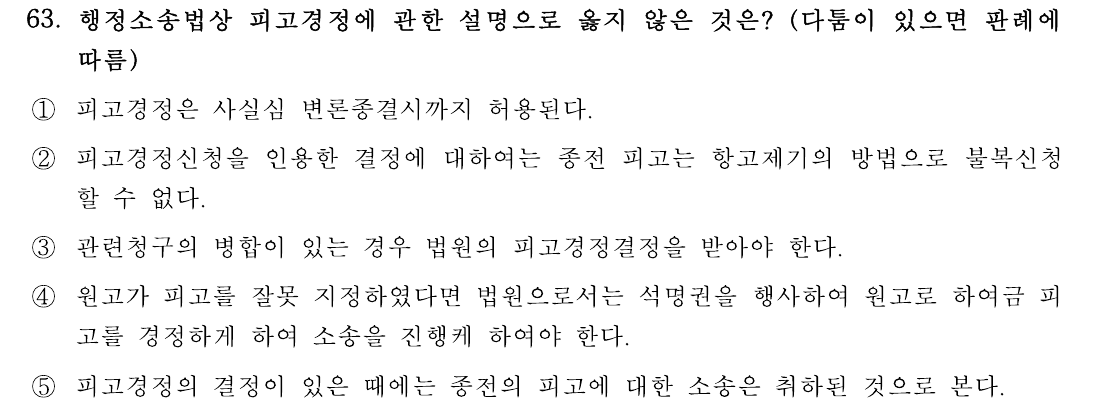 63. 행정소송법상 피고경정에 관한 설명으로 옳지 않은 것은? (다툼이 있으면 판례에
따름)
① 피고경정은 사실심 변론종결시까지 허용된다.
② 피고경정신청을 인용한 결정에 대하여는 종전 피고는 항고제기의 방법으로 불복신청
할 수 없다.
③ 관련청구의 병합이 있는 경우 법원의 피고경정결정을 받아야 한다.
④ 원고가 피고를 잘못 지정하였다면 법원으로서는 석명권을 행사하여 원고로 하여금 피
고를 경정하게 하여 소송을 진행케 하여야 한다.
⑤ 피고경정의 결정이 있은 때에는 종전의 피고에 대한 소송은 취하된 것으로 본다.